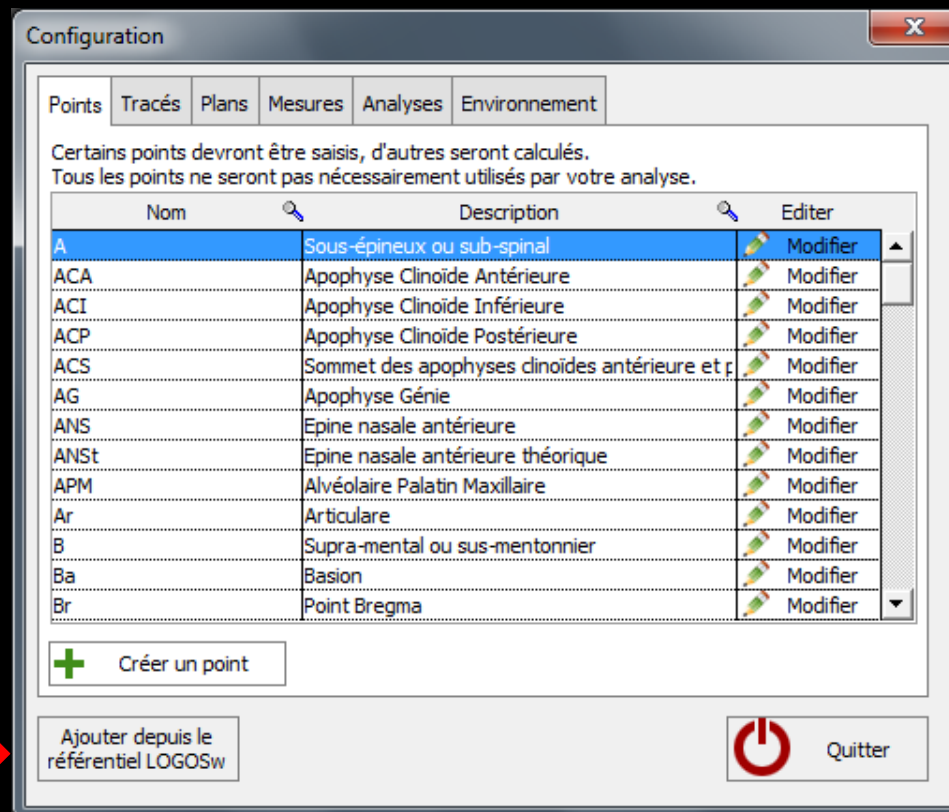 Configuration
Points Tracés Plans Mesures Analyses Environnement
Certains points devront être saisis, d'autres seront calculés.
Tous les points ne seront pas nécessairement utilisés par votre analyse.
Nom Description Editer
A Sous-épineux ou sub-spinal Modifier
ACA Apophyse Clinoïde Antérieure Modifier
ACI Apophyse Clinoïde Inférieure Modifier
ACP Apophyse Clinoïde Postérieure Modifier
ACS Sommet des apophyses clinoïdes antérieure et p Modifier
AG Apophyse Génie Modifier
ANS Epine nasale antérieure Modifier
ANSt Epine nasale antérieure théorique Modifier
APM Alvéolaire Palatin Maxillaire Modifier
Ar Articulare Modifier
B Supra-mental ou sus-mentonnier Modifier
Ba Basion Modifier
Br Point Bregma Modifier
Créer un point
Ajouter depuis le
référentiel LOGOSw
Quitter